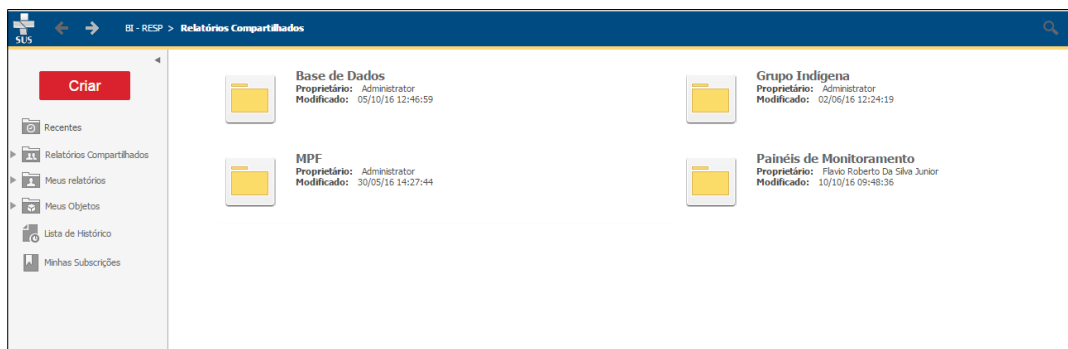 SUS
BI - RESP > Relatórios Compartilhados
Criar
Recentes
Relatórios Compartilhados
Meus relatórios
Meus Objetos
Lista de Histórico
Minhas Subscrições
Base de Dados
Proprietário: Administrator
Modificado: 05/10/16 12:46:59
Grupo Indígena
Proprietário: Administrator
Modificado: 02/06/16 12:24:19
MPF
Proprietário: Administrator
Modificado: 30/05/16 14:27:44
Painéis de Monitoramento
Proprietário: Flavio Roberto Da Silva Junior
Modificado: 10/10/16 09:48:36